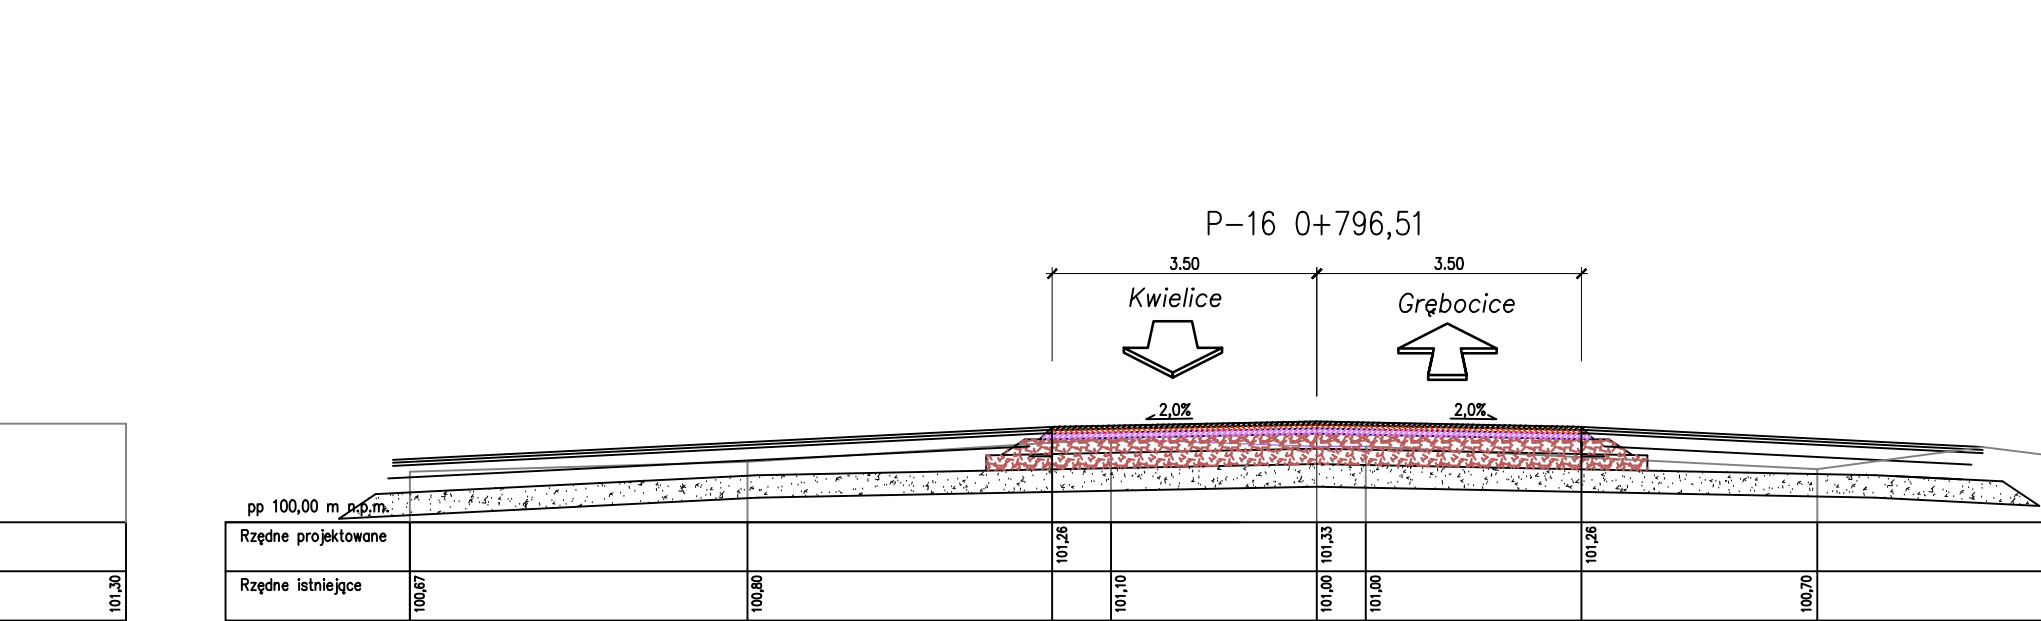 P-16 0+796,51
3.50 3.50
Kwielice Grębocice
2,0% 2,0%
pp 100,00 m n.p.m.
Rzędne projektowane 101,26 101,33 101,26
101,30 Rzędne istniejące 100,67 100,80 101,10 101,00 101,00 100,70